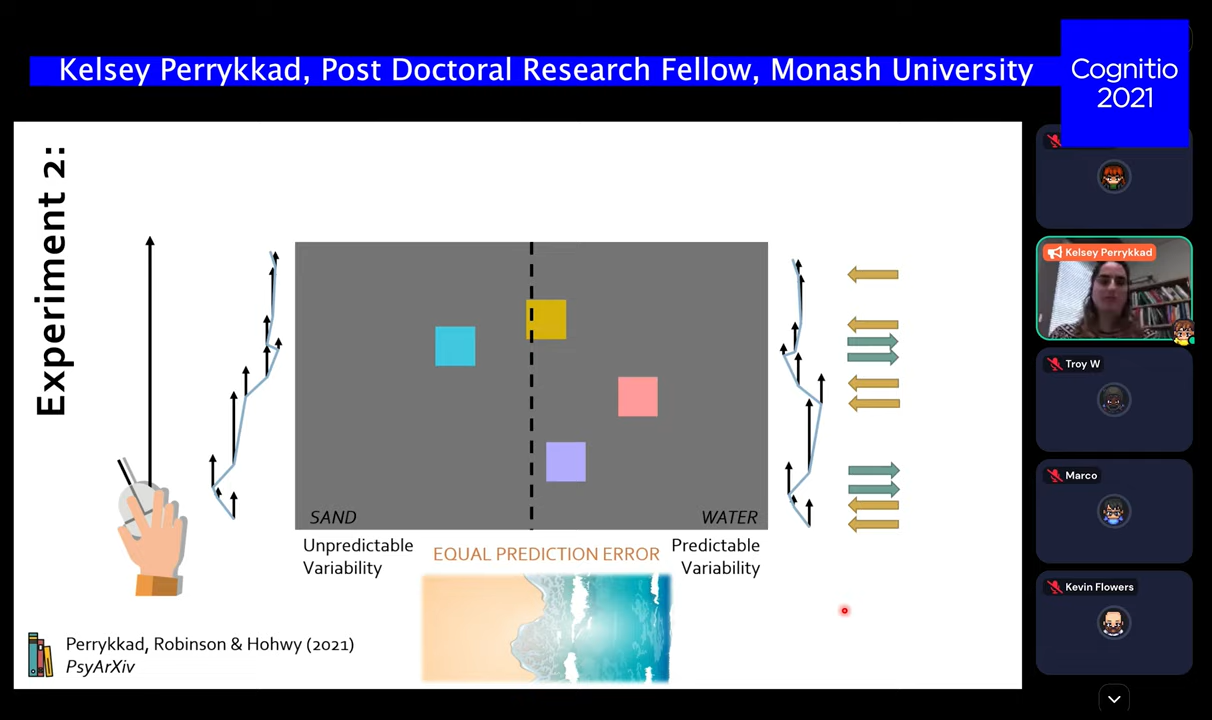 Kelsey Perrykkad, Post Doctoral Research Fellow, Monash University
Cognitio
2021
Experiment 2:
SAND
WATER
Unpredictable
Variability
EQUAL PREDICTION ERROR
Predictable
Variability
Perrykkad, Robinson & Hohwy (2021)
PsyArXiv
Kelsey Perrykkad
Troy W
Marco
Kevin Flowers